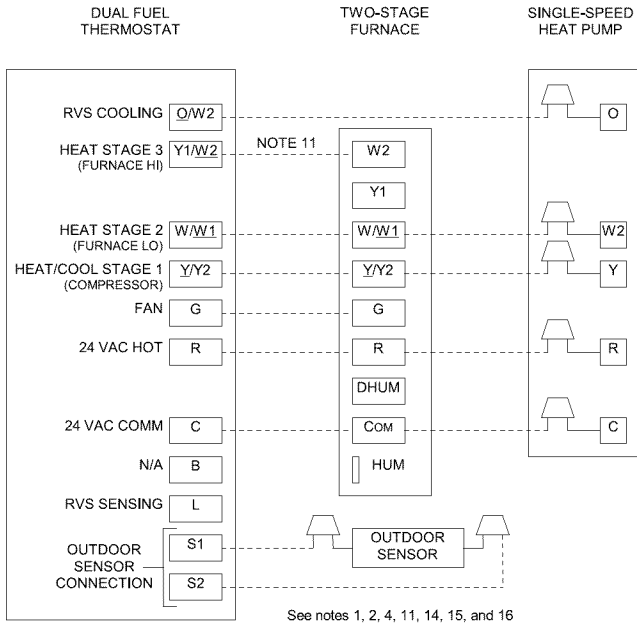 DUAL FUEL THERMOSTAT
TWO-STAGE FURNACE
SINGLE-SPEED HEAT PUMP
RVS COOLING O/W2 O
HEAT STAGE 3 (FURNACE HI) Y1/W2 NOTE 11 W2
Y1
HEAT STAGE 2 (FURNACE LO) W/W1 W/W1 W2
HEAT/COOL STAGE 1 (COMPRESSOR) Y/Y2 Y/Y2 Y
FAN G G
24 VAC HOT R R R
DHUM
24 VAC COMM C COM C
N/A B HUM
RVS SENSING L
OUTDOOR SENSOR CONNECTION S1 S2
OUTDOOR SENSOR
See notes 1, 2, 4, 11, 14, 15, and 16